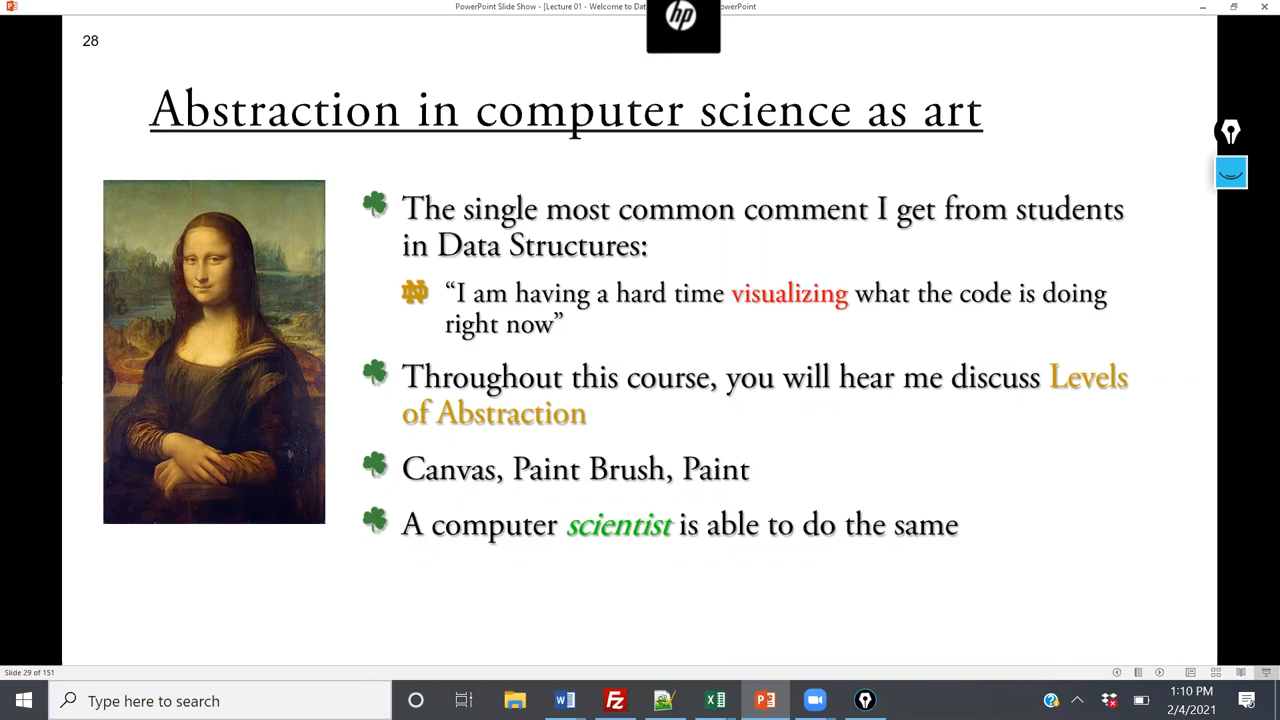 PowerPoint Slide Show - [Lecture 01 - Welcome to Dat
owerPoint
hp
28
Abstraction in computer science as art
The single most common comment I get from students
in Data Structures:
“I am having a hard time visualizing what the code is doing
right now”
Throughout this course, you will hear me discuss Levels
of Abstraction
Canvas, Paint Brush, Paint
A computer scientist is able to do the same
Slide 29 of 151
Type here to search
1:10 PM
2/4/2021